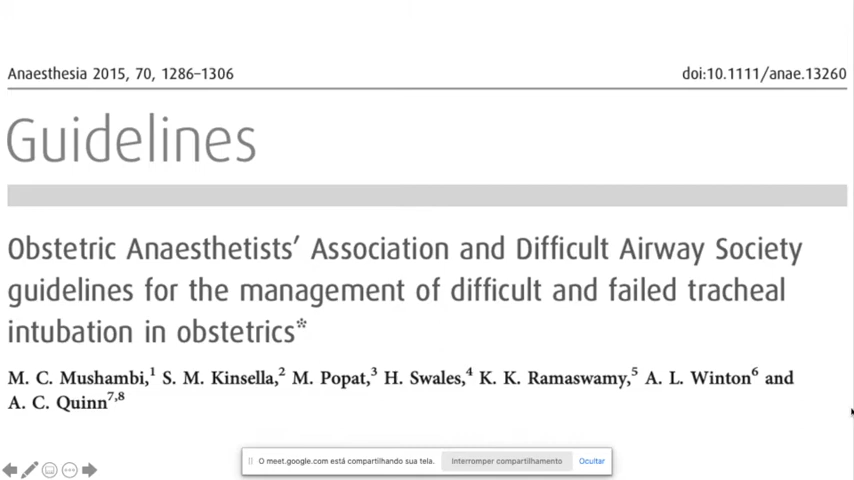 Anaesthesia 2015, 70, 1286–1306 doi:10.1111/anae.13260
Guidelines
Obstetric Anaesthetists’ Association and Difficult Airway Society
guidelines for the management of difficult and failed tracheal
intubation in obstetrics*
M. C. Mushambi,1 S. M. Kinsella,2 M. Popat,3 H. Swales,4 K. K. Ramaswamy,5 A. L. Winton6 and
A. C. Quinn7,8
O meet.google.com está compartilhando sua tela. Interromper compartilhamento Ocultar